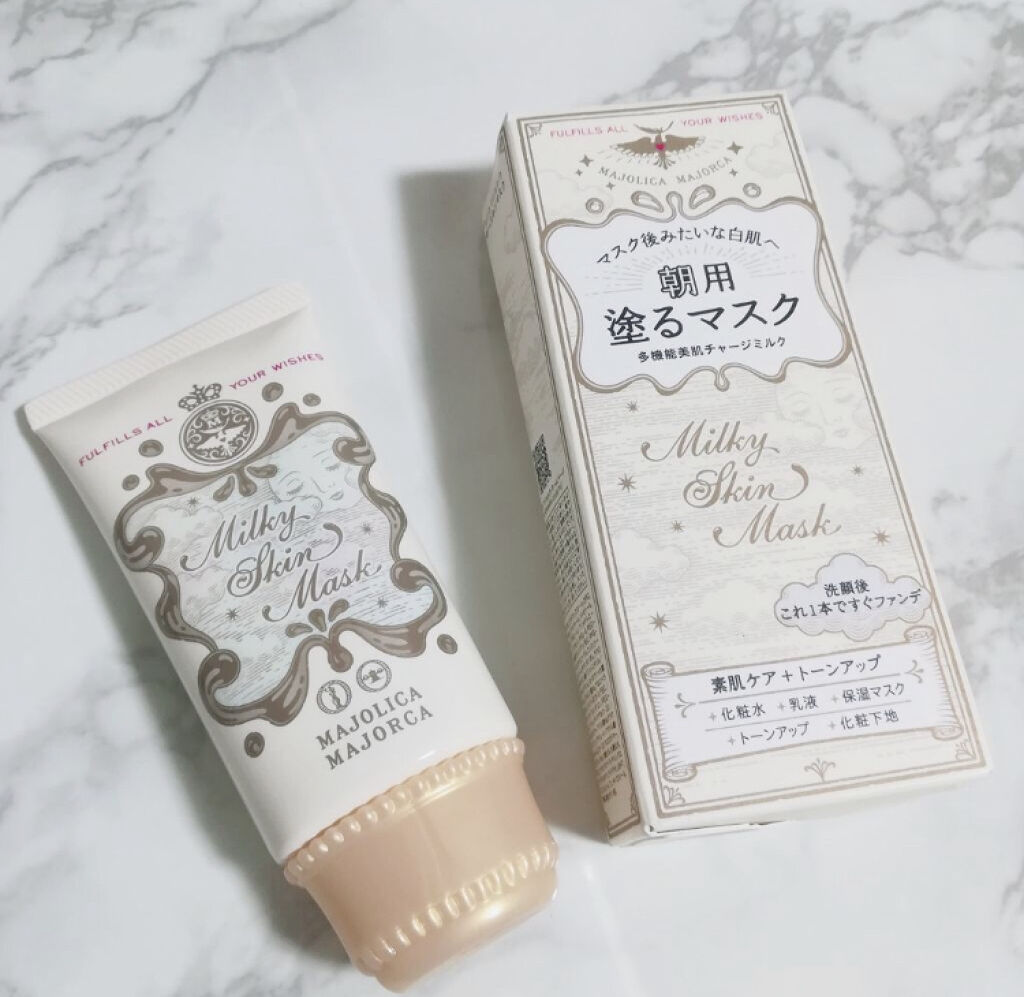 FULFILLS ALL YOUR WISHES
Milky
Skin
Mask
MAJOLICA
MAJORCA
FULFILLS ALL YOUR WISHES
MAJOLICA MAJORCA
マスク後みたいな白肌へ
朝用
塗るマスク
多機能美肌チャージミルク
Milky
Skin
Mask
洗顔後
これ1本ですぐファンデ
素肌ケア+トーンアップ
+化粧水 +乳液 +保湿マスク
+トーンアップ +化粧下地